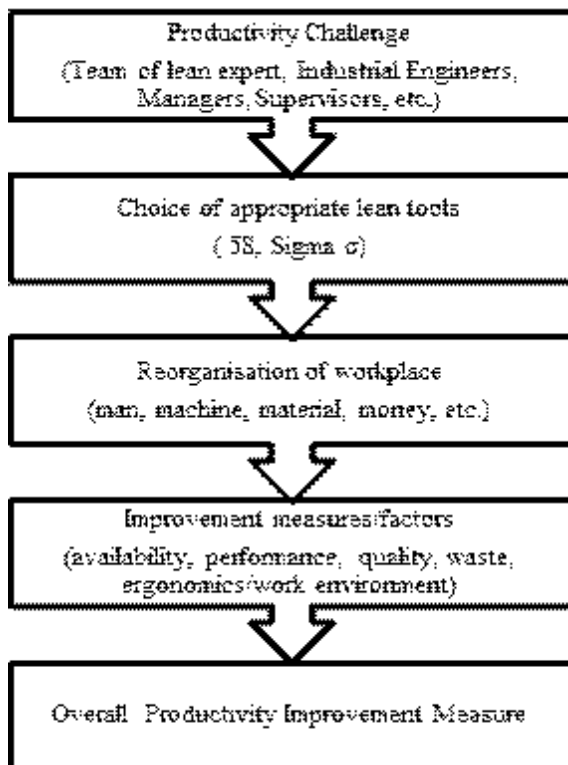 Productivity Challenge
(Team of lean expert, Industrial Engineers,
Managers, Supervisors, etc.)
Choice of appropriate lean tools
( 5S, Sigma σ)
Reorganisation of workplace
(man, machine, material, money, etc.)
Improvement measures/factors
(availability, performance, quality, waste,
ergonomics/work environment)
Overall Productivity Improvement Measure